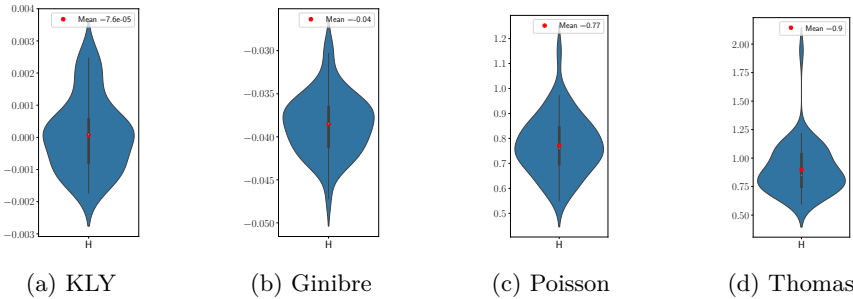 Mean −7.6e-05
0.004
0.003
0.002
0.001
0.000
−0.001
−0.002
−0.003
H
(a) KLY
Mean −-0.04
−0.030
−0.035
−0.040
−0.045
−0.050
H
(b) Ginibre
Mean −0.77
1.2
1.1
1.0
0.9
0.8
0.7
0.6
0.5
H
(c) Poisson
Mean −0.9
2.00
1.75
1.50
1.25
1.00
0.75
0.50
H
(d) Thomas